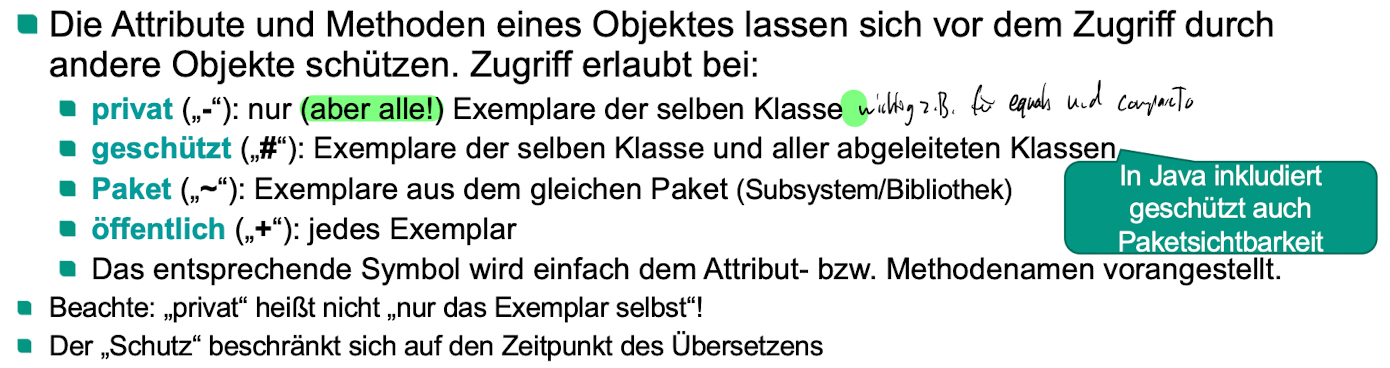 Die Attribute und Methoden eines Objektes lassen sich vor dem Zugriff durch
andere Objekte schützen. Zugriff erlaubt bei:
privat („-“): nur (aber alle!) Exemplare der selben Klasse wichtig z.B. für equals und compareTo
geschützt („#“): Exemplare der selben Klasse und aller abgeleiteten Klassen
Paket („~“): Exemplare aus dem gleichen Paket (Subsystem/Bibliothek)
In Java inkludiert
geschützt auch
Paketsichtbarkeit
öffentlich („+“): jedes Exemplar
Das entsprechende Symbol wird einfach dem Attribut- bzw. Methodenamen vorangestellt.
Beachte: „privat“ heißt nicht „nur das Exemplar selbst“!
Der „Schutz“ beschränkt sich auf den Zeitpunkt des Übersetzens